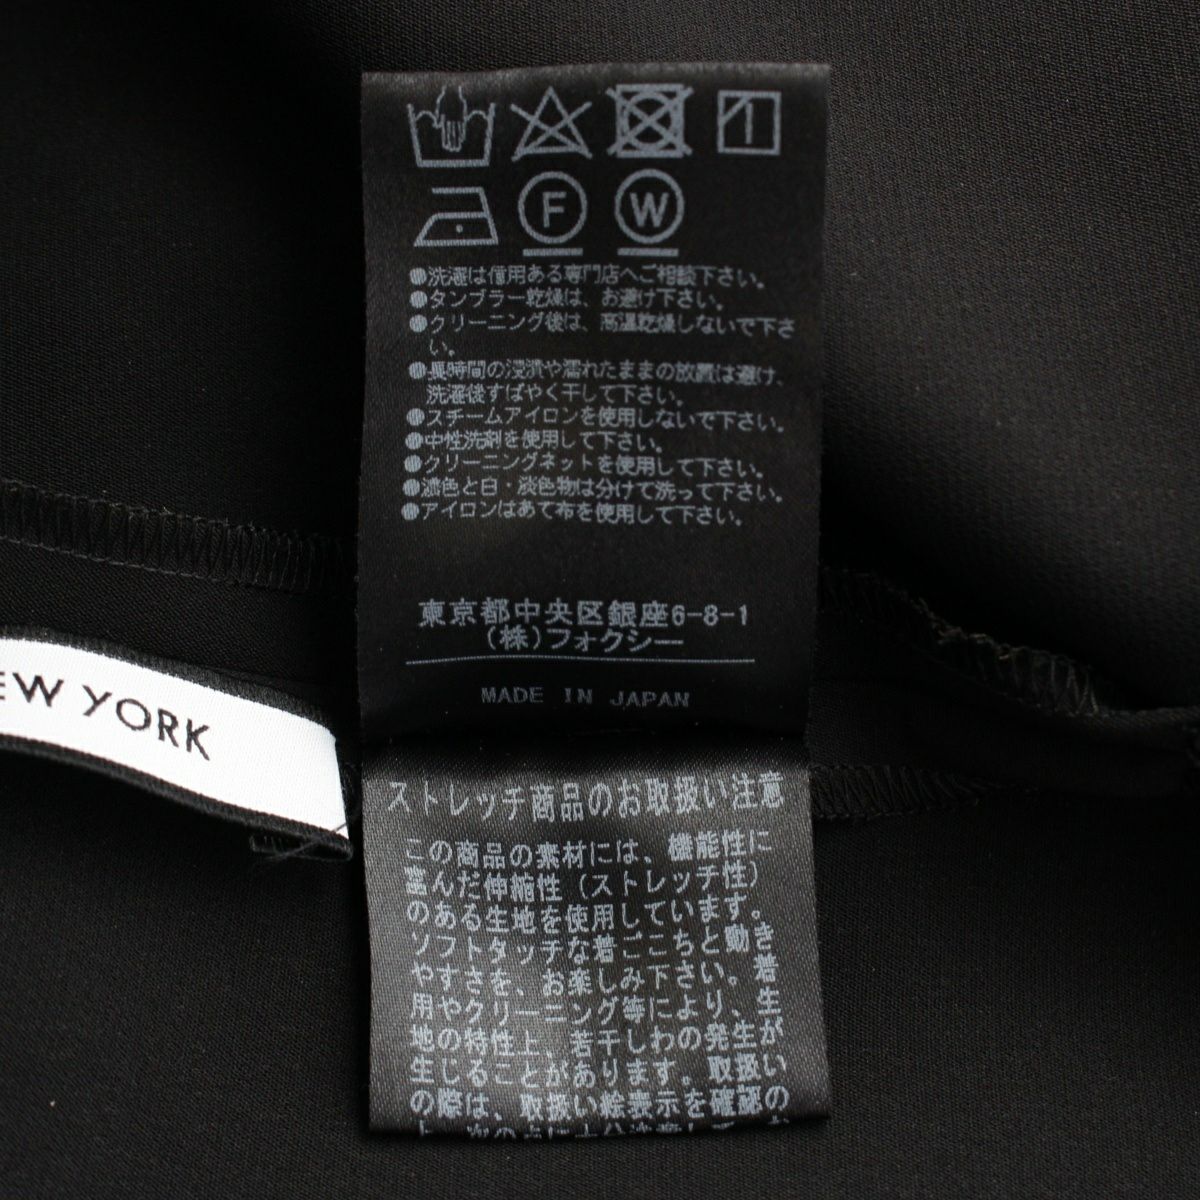 F W
●洗濯は信用ある専門店へご相談下さい。
●タンブラー乾燥は、お避け下さい。
●クリーニング後は、高温乾燥しないで下さ
い。
●長時間の浸漬や濡れたままの放置は避け、
洗濯後すばやく干して下さい。
●スチームアイロンを使用しないで下さい。
●中性洗剤を使用して下さい。
●クリーニングネットを使用して下さい。
●濃色と白・淡色物は分けて洗って下さい。
●アイロンはあて布を使用して下さい。
東京都中央区銀座6-8-1
(株)フォクシー
MADE IN JAPAN
EW YORK
ストレッチ商品のお取扱い注意
この商品の素材には、機能性に
富んだ伸縮性(ストレッチ性)
のある生地を使用しています。
ソフトタッチな着ごこちと動き
やすさを、お楽しみ下さい。着
用やクリーニング等により、生
地の特性上、若干しわの発生が
生じることがあります。取扱い
の際は、取扱い絵表示を確認の